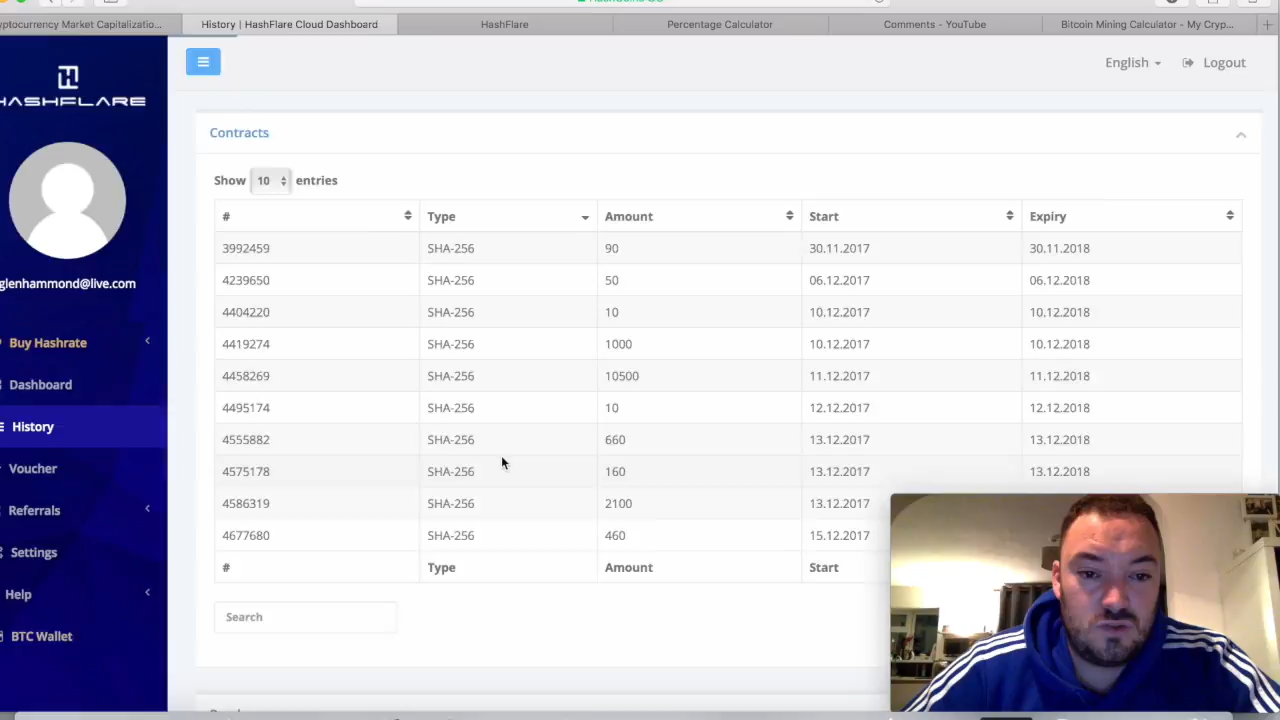 History | HashFlare Cloud Dashboard
HashFlare
Percentage Calculator
Comments - YouTube
Bitcoin Mining Calculator - My Cryp...
HASHFLARE
English
Logout
glenhammond@live.com
Buy Hashrate
Dashboard
History
Voucher
Referrals
Settings
Help
BTC Wallet
Contracts
Show 10 entries
# Type Amount Start Expiry
3992459 SHA-256 90 30.11.2017 30.11.2018
4239650 SHA-256 50 06.12.2017 06.12.2018
4404220 SHA-256 10 10.12.2017 10.12.2018
4419274 SHA-256 1000 10.12.2017 10.12.2018
4458269 SHA-256 10500 11.12.2017 11.12.2018
4495174 SHA-256 10 12.12.2017 12.12.2018
4555882 SHA-256 660 13.12.2017 13.12.2018
4575178 SHA-256 160 13.12.2017 13.12.2018
4586319 SHA-256 2100 13.12.2017
4677680 SHA-256 460 15.12.2017
# Type Amount Start
Search